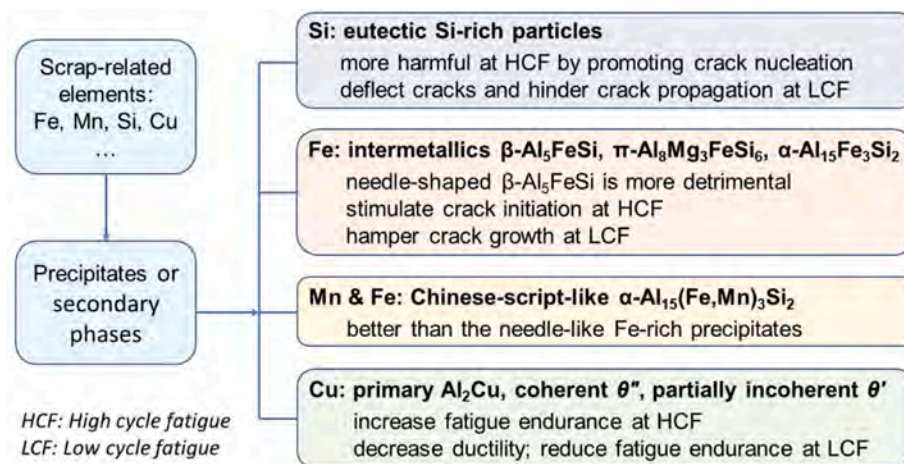 Scrap-related
elements:
Fe, Mn, Si, Cu
...
Precipitates or
secondary
phases
HCF: High cycle fatigue
LCF: Low cycle fatigue
Si: eutectic Si-rich particles
more harmful at HCF by promoting crack nucleation
deflect cracks and hinder crack propagation at LCF
Fe: intermetallics β-Al₅FeSi, π-Al₈Mg₃FeSi₆, α-Al₁₅Fe₃Si₂
needle-shaped β-Al₅FeSi is more detrimental
stimulate crack initiation at HCF
hamper crack growth at LCF
Mn & Fe: Chinese-script-like α-Al₁₅(Fe,Mn)₃Si₂
better than the needle-like Fe-rich precipitates
Cu: primary Al₂Cu, coherent θ″, partially incoherent θ′
increase fatigue endurance at HCF
decrease ductility; reduce fatigue endurance at LCF